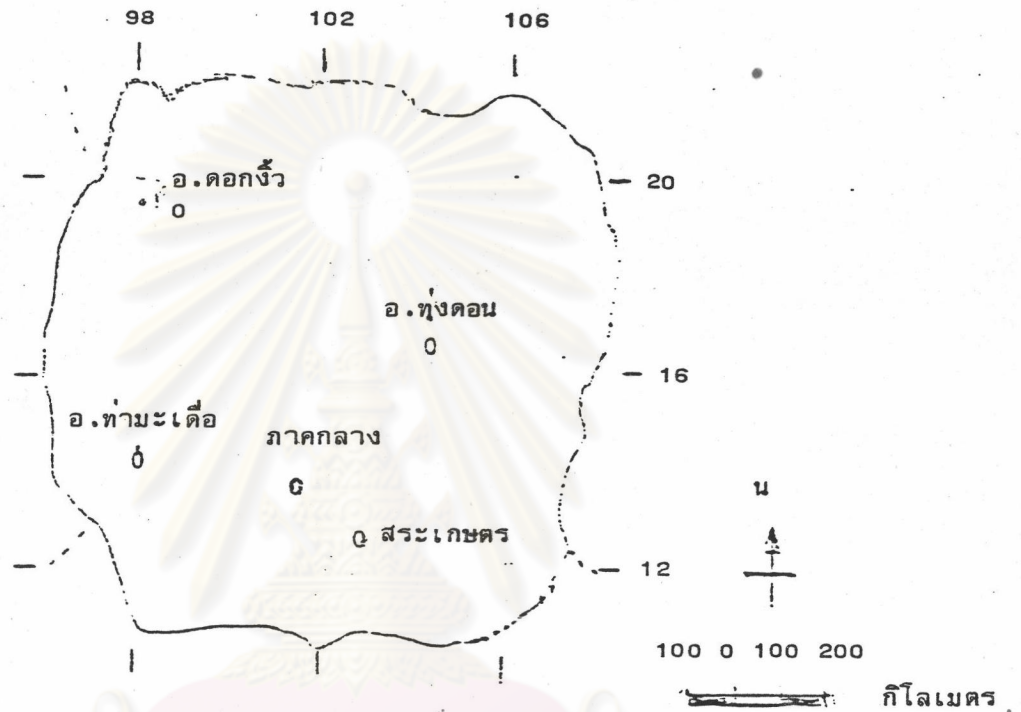 98 102 106
อ.ดอกงิ้ว
20
อ.ทุ่งดอน
16
อ.ท่ามะเดื่อ
ภาคกลาง
น
สระเกษตร
12
100 0 100 200
กิโลเมตร